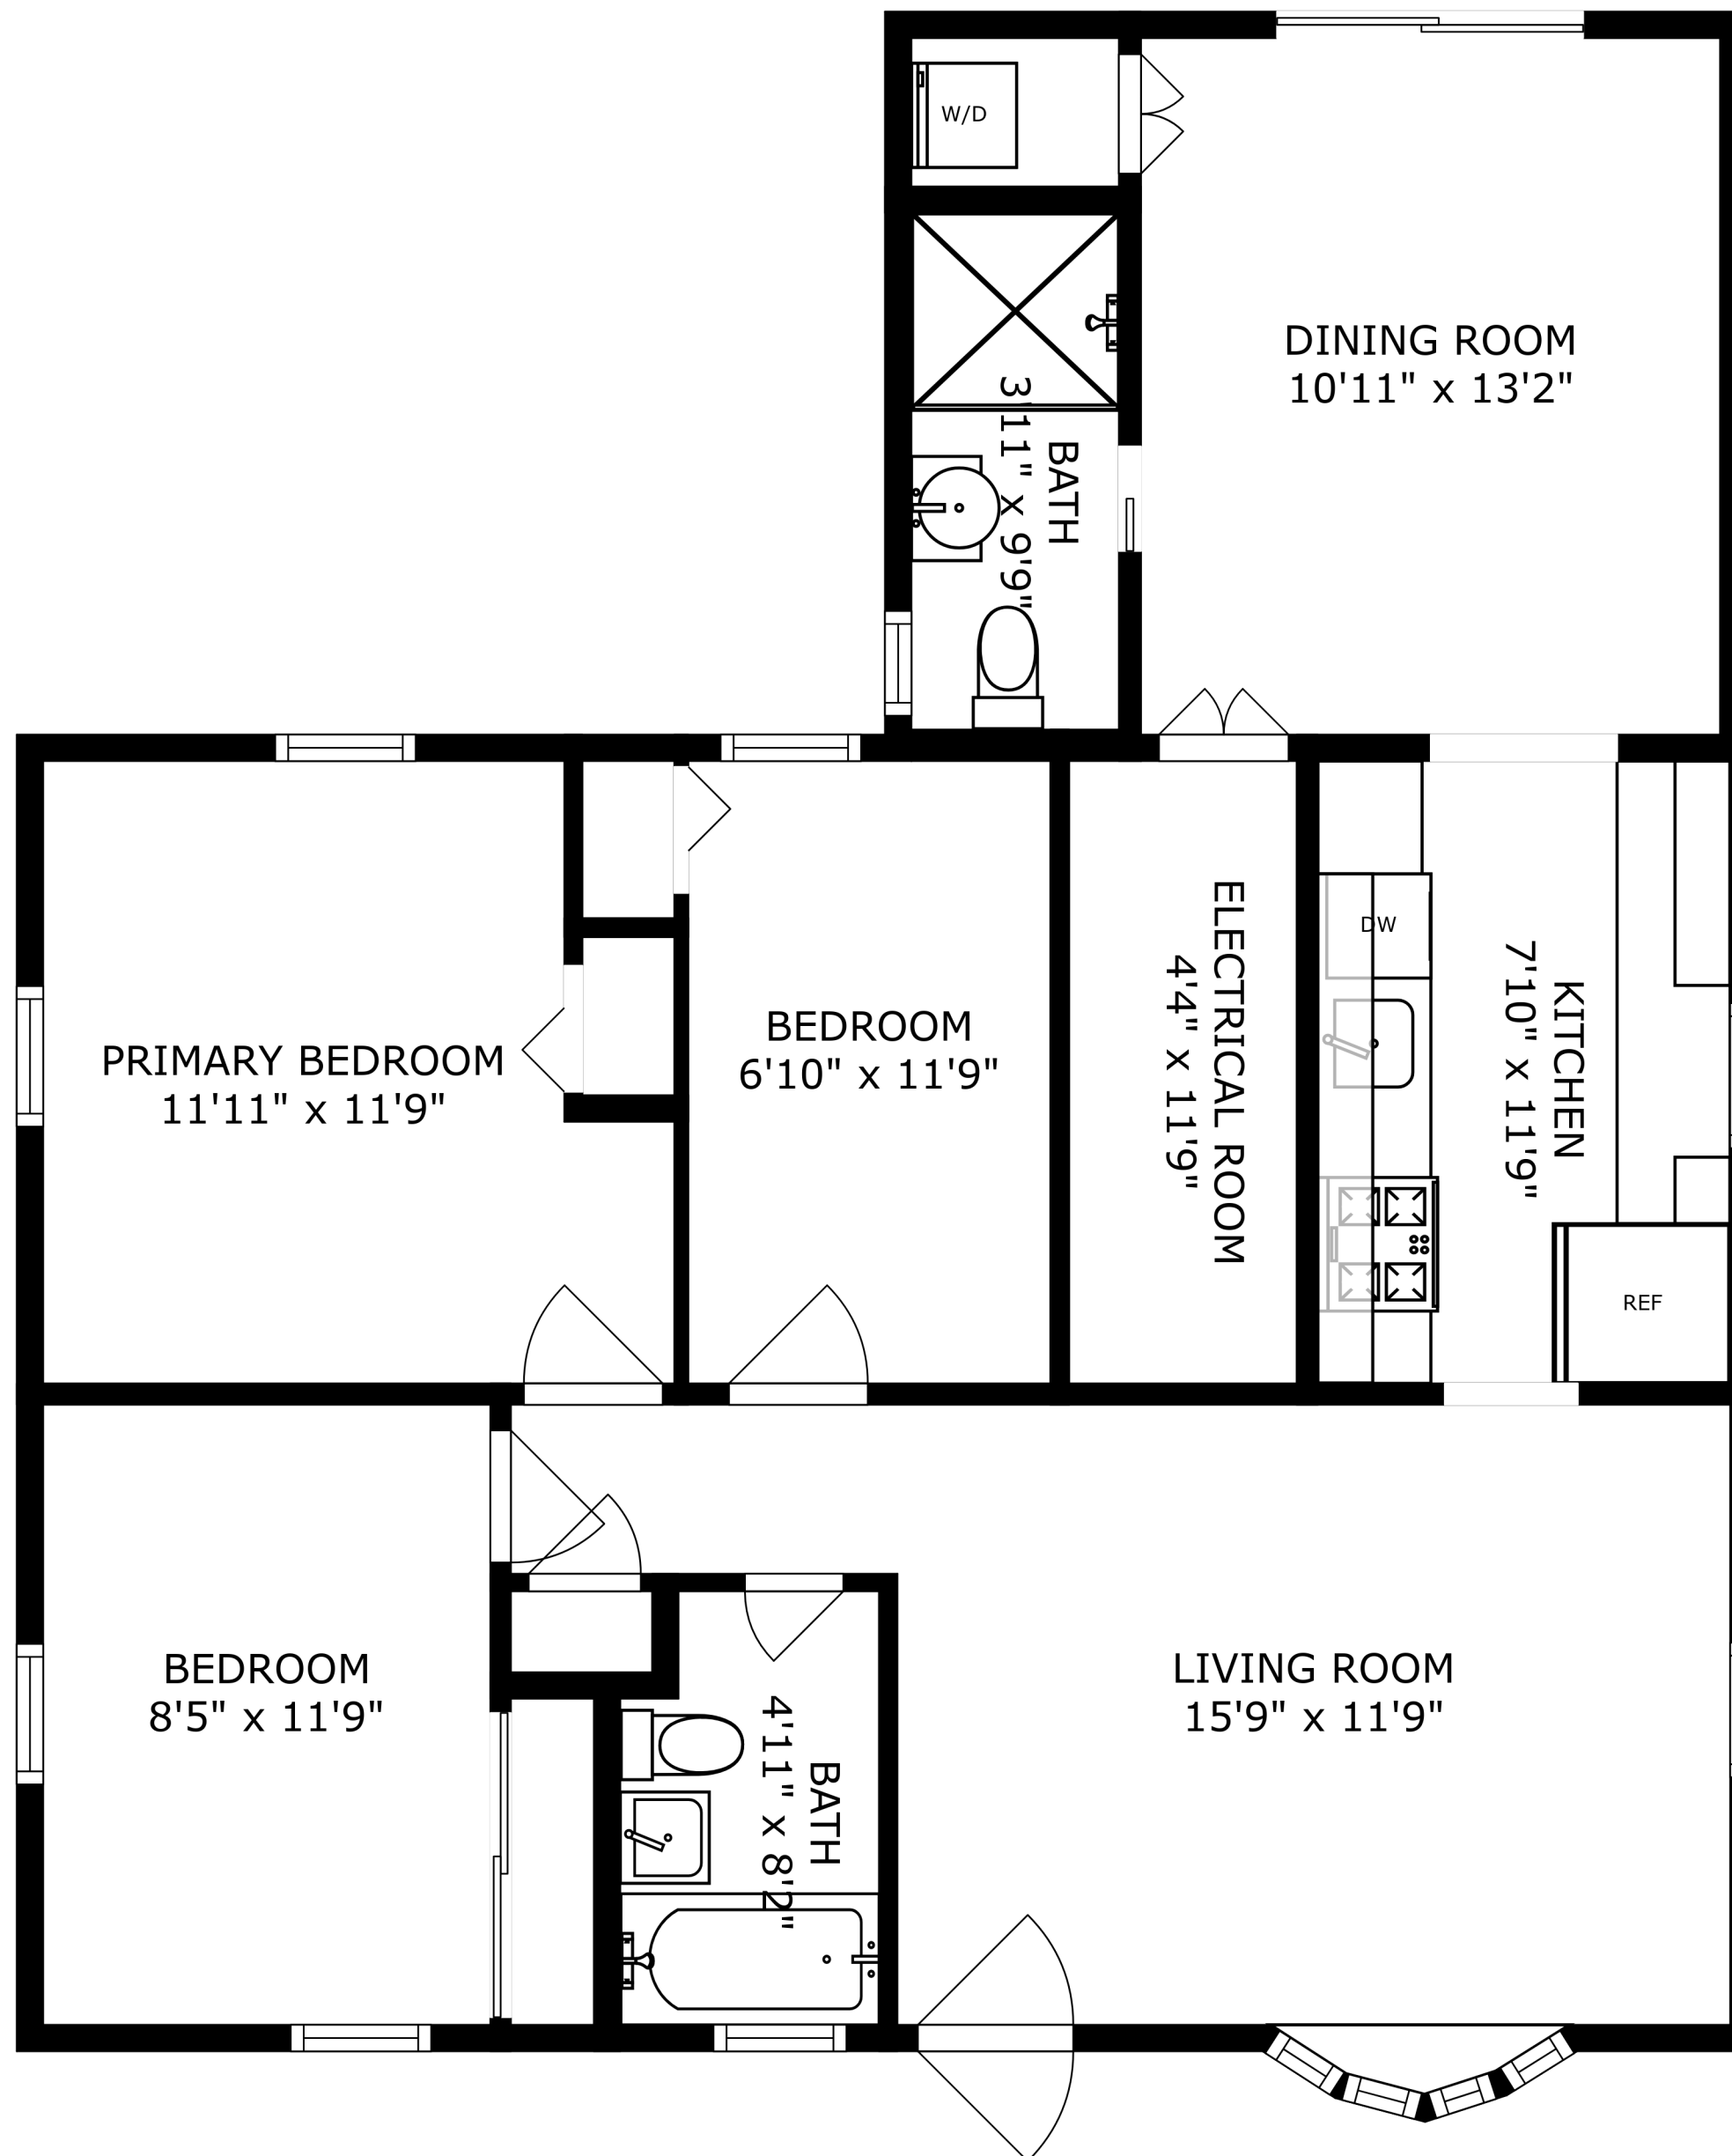 W/D
DINING ROOM
10'11" x 13'2"
BATH
3'11" x 9'9"
DW
ELECTRICAL ROOM
4'4" x 11'9"
KITCHEN
7'10" x 11'9"
BEDROOM
6'10" x 11'9"
PRIMARY BEDROOM
11'11" x 11'9"
REF
BEDROOM
8'5" x 11'9"
LIVING ROOM
15'9" x 11'9"
BATH
4'11" x 8'2"